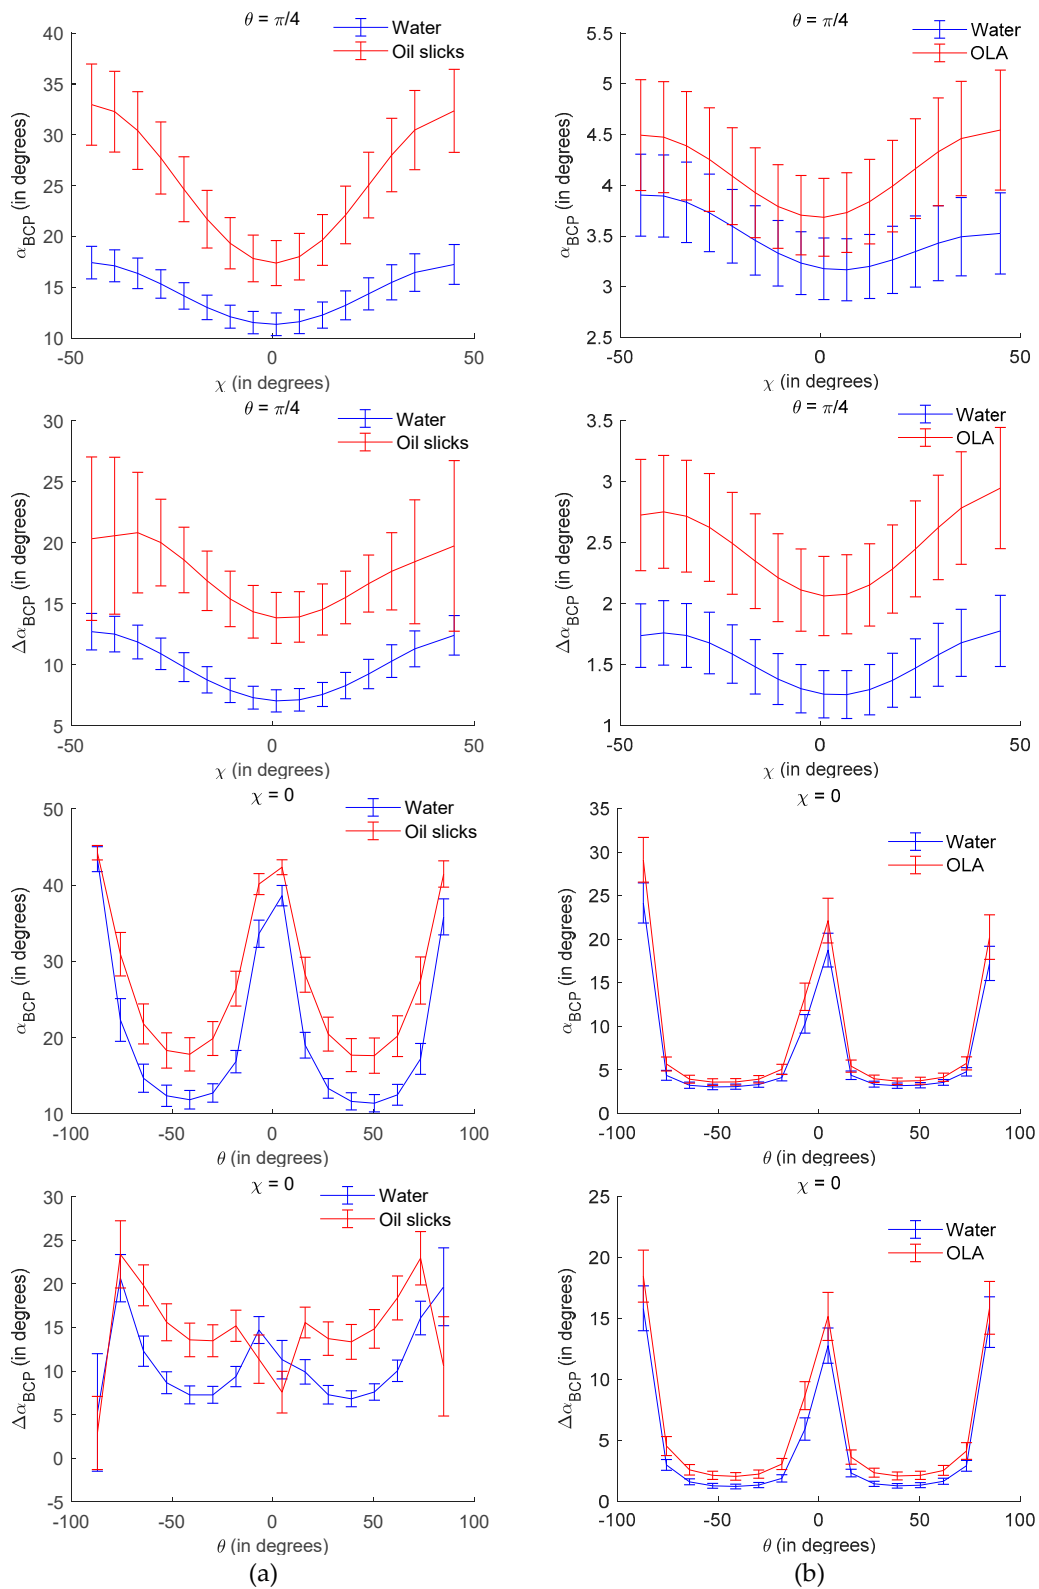 θ = π/4
Water
Oil slicks
40
35
30
25
20
15
10
-50
0
50
α_BCP (in degrees)
χ (in degrees)
θ = π/4
Water
OLA
5.5
5
4.5
4
3.5
3
2.5
-50
0
50
α_BCP (in degrees)
χ (in degrees)
θ = π/4
Water
Oil slicks
30
25
20
15
10
5
-50
0
50
Δα_BCP (in degrees)
χ (in degrees)
θ = π/4
Water
OLA
3.5
3
2.5
2
1.5
1
-50
0
50
Δα_BCP (in degrees)
χ (in degrees)
χ = 0
Water
Oil slicks
50
40
30
20
10
-100
-50
0
50
100
α_BCP (in degrees)
θ (in degrees)
χ = 0
Water
OLA
35
30
25
20
15
10
5
0
-100
-50
0
50
100
α_BCP (in degrees)
θ (in degrees)
χ = 0
Water
Oil slicks
30
25
20
15
10
5
0
-5
-100
-50
0
50
100
Δα_BCP (in degrees)
θ (in degrees)
χ = 0
Water
OLA
25
20
15
10
5
0
-100
-50
0
50
100
Δα_BCP (in degrees)
θ (in degrees)
(a)
(b)